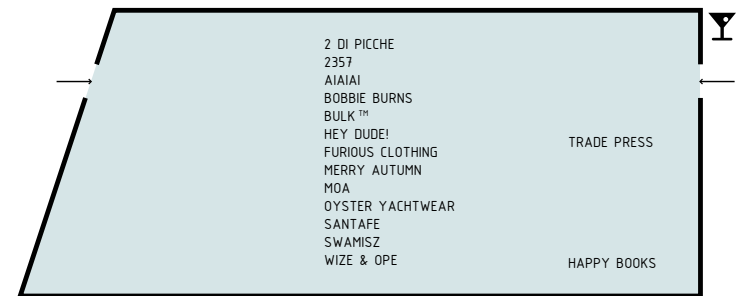 2 DI PICCHE
2357
AIAIAI
BOBBIE BURNS
BULK™
HEY DUDE!
FURIOUS CLOTHING
MERRY AUTUMN
MOA
OYSTER YACHTWEAR
SANTAFE
SWAMISZ
WIZE & OPE
TRADE PRESS
HAPPY BOOKS